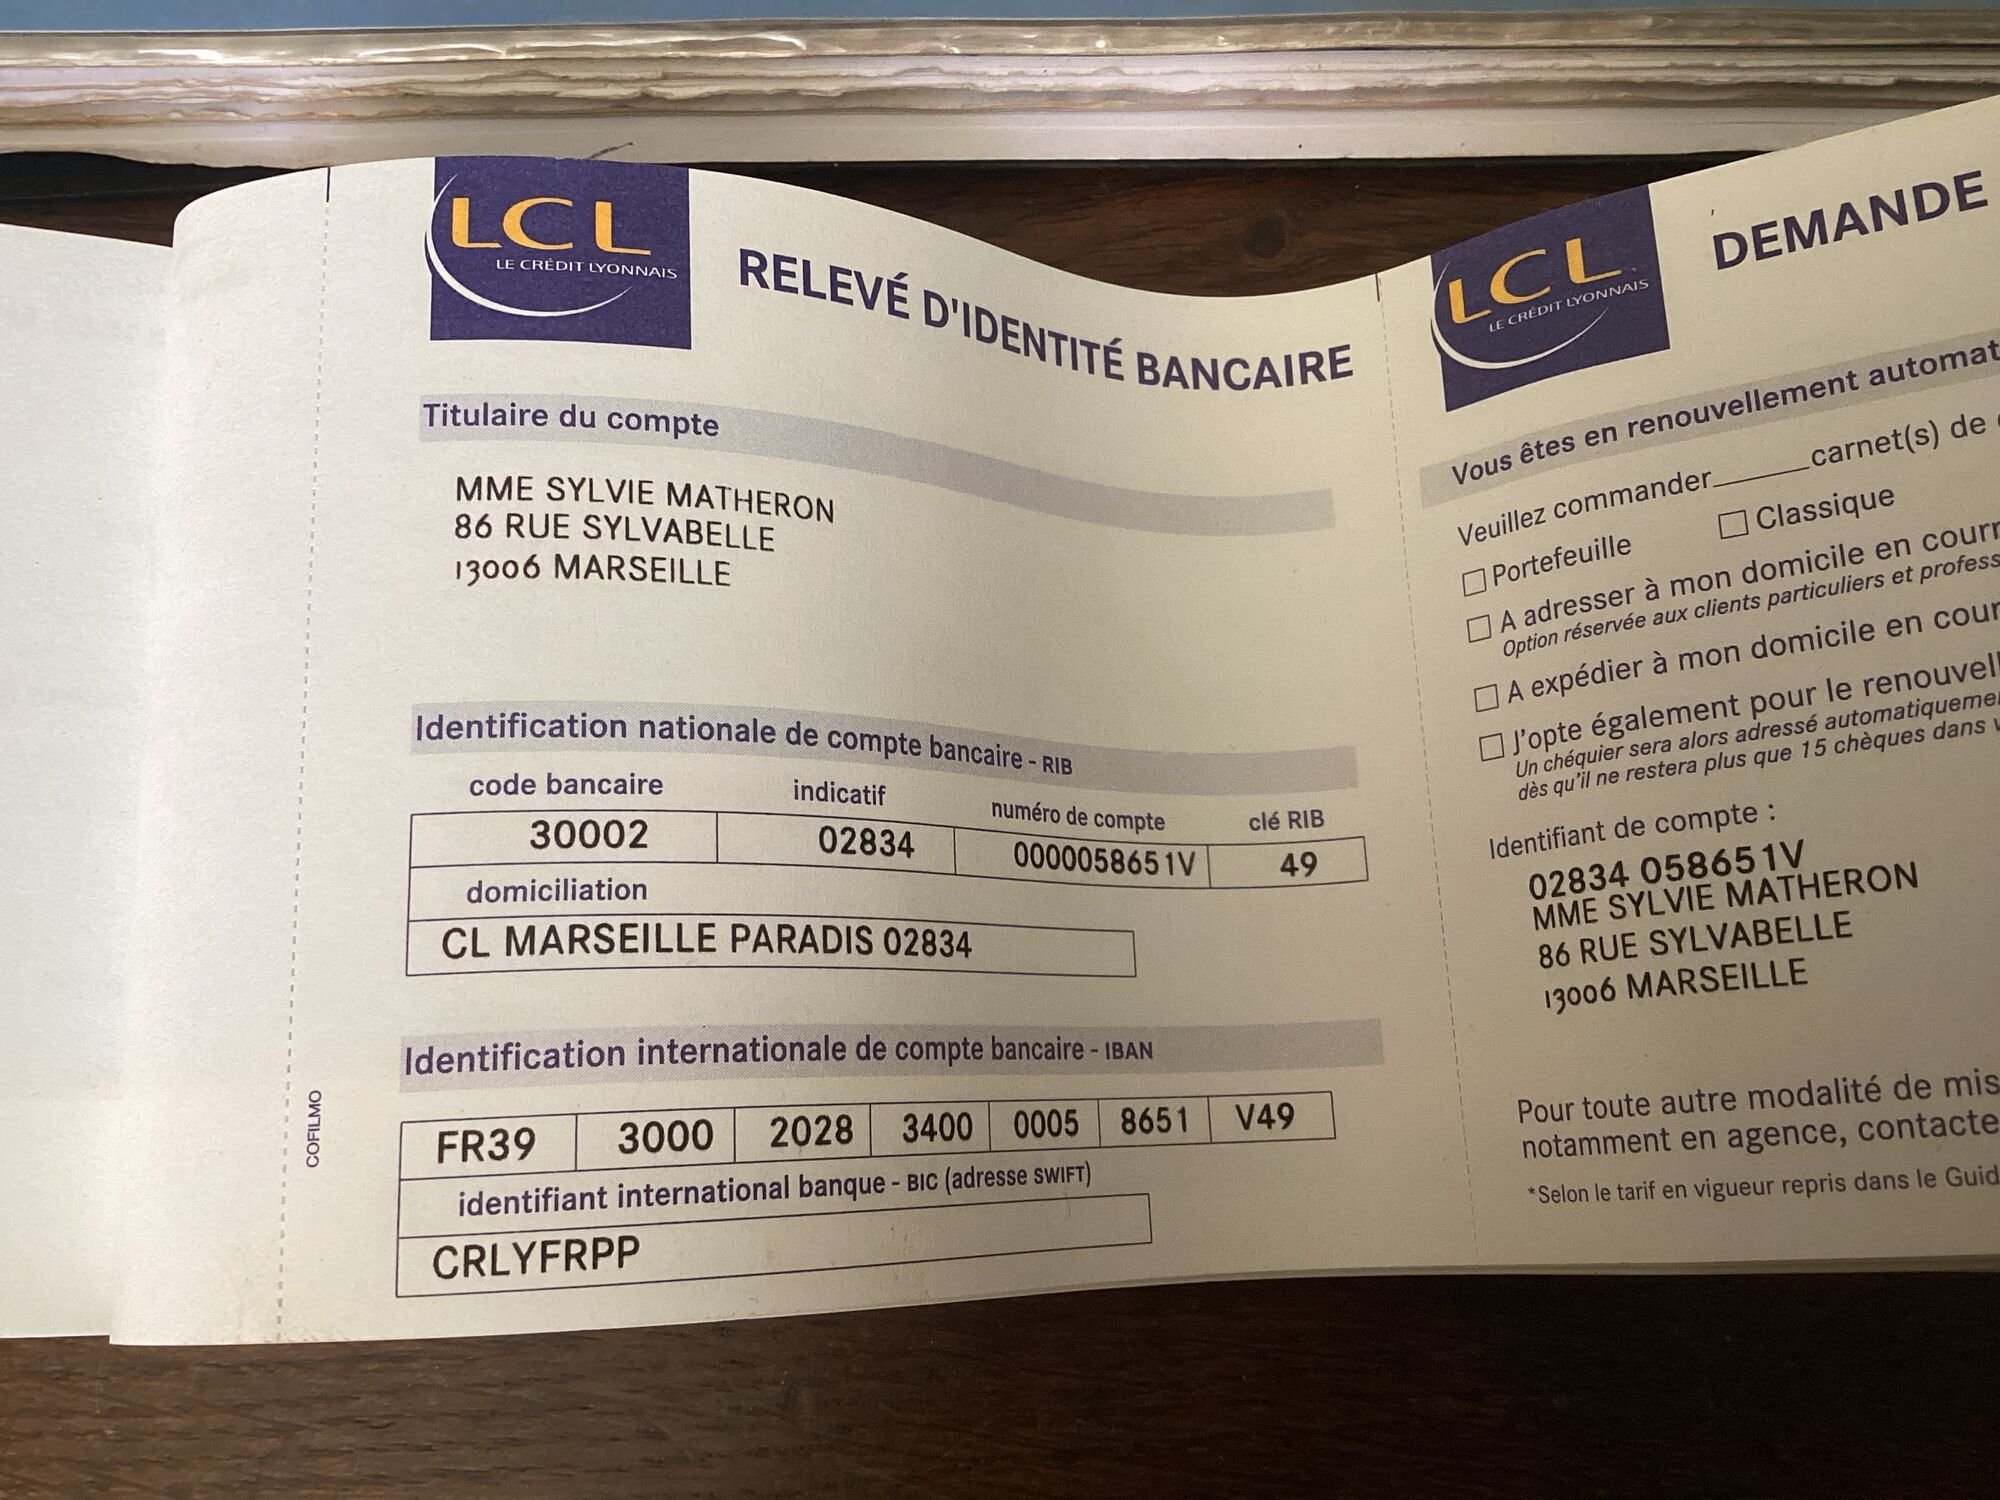 LCL
LE CRÉDIT LYONNAIS
RELEVÉ D'IDENTITÉ BANCAIRE
Titulaire du compte
MME SYLVIE MATHERON
86 RUE SYLVABELLE
13006 MARSEILLE
Identification nationale de compte bancaire - RIB
code bancaire indicatif numéro de compte clé RIB
30002 02834 0000058651V 49
domiciliation
CL MARSEILLE PARADIS 02834
Identification internationale de compte bancaire - IBAN
FR39 3000 2028 3400 0005 8651 V49
identifiant international banque - BIC (adresse SWIFT)
CRLYFRPP
COFILMO
LCL
LE CRÉDIT LYONNAIS
DEMANDE
Vous êtes en renouvellement automat
Veuillez commander______carnet(s) de
Portefeuille Classique
A adresser à mon domicile en courr
Option réservée aux clients particuliers et profess
A expédier à mon domicile en cour
J'opte également pour le renouvell
Un chéquier sera alors adressé automatiqueme
dès qu'il ne restera plus que 15 chèques dans v
Identifiant de compte :
02834 058651V
MME SYLVIE MATHERON
86 RUE SYLVABELLE
13006 MARSEILLE
Pour toute autre modalité de mis
notamment en agence, contacte
*Selon le tarif en vigueur repris dans le Guid